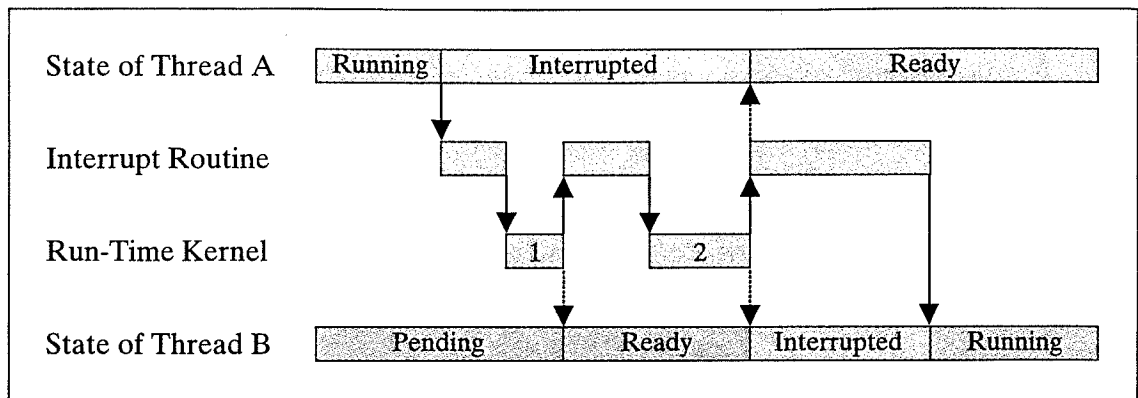 State of Thread A Running Interrupted Ready
Interrupt Routine
Run-Time Kernel 1 2
State of Thread B Pending Ready Interrupted Running